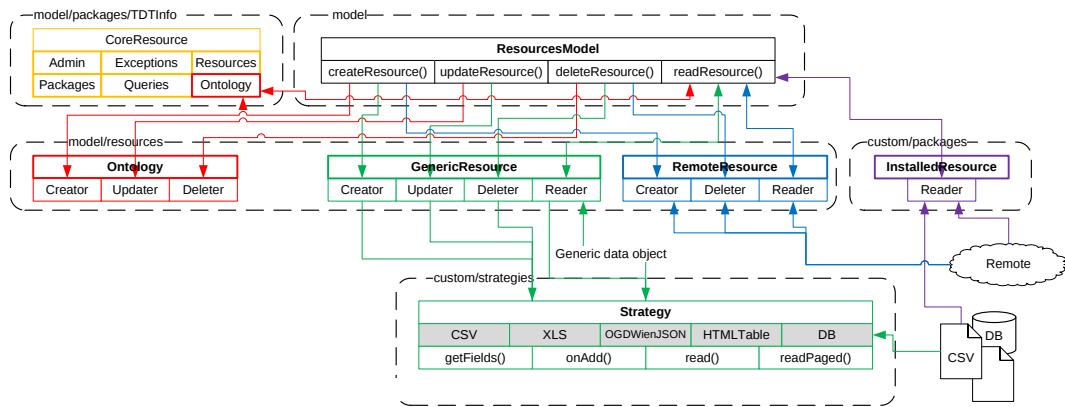 model/packages/TDTInfo
model
CoreResource
Admin Exceptions Resources
Packages Queries Ontology
ResourcesModel
createResource() updateResource() deleteResource() readResource()
model/resources
custom/packages
Ontology
Creator Updater Deleter
GenericResource
Creator Updater Deleter Reader
RemoteResource
Creator Deleter Reader
InstalledResource
Reader
Generic data object
Remote
custom/strategies
Strategy
CSV XLS OGDWienJSON HTMLTable DB
getFields() onAdd() read() readPaged()
DB
CSV